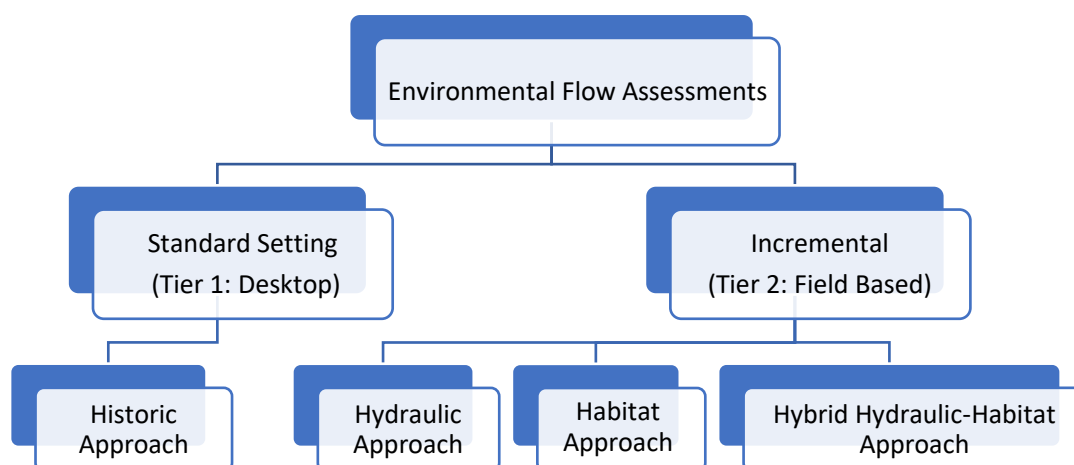 Environmental Flow Assessments
Standard Setting
(Tier 1: Desktop)
Incremental
(Tier 2: Field Based)
Historic
Approach
Hydraulic
Approach
Habitat
Approach
Hybrid Hydraulic-Habitat
Approach